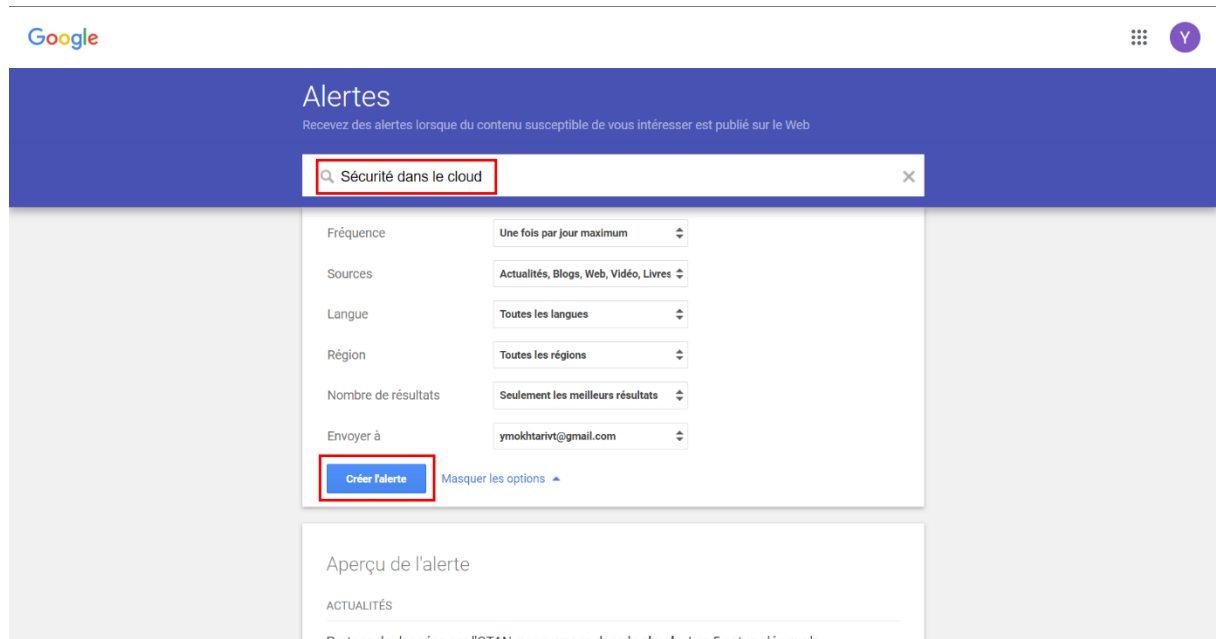 Google
Y
Alertes
Recevez des alertes lorsque du contenu susceptible de vous intéresser est publié sur le Web
Sécurité dans le cloud
Fréquence Une fois par jour maximum
Sources Actualités, Blogs, Web, Vidéo, Livres
Langue Toutes les langues
Région Toutes les régions
Nombre de résultats Seulement les meilleurs résultats
Envoyer à ymokhtarivt@gmail.com
Créer l'alerte Masquer les options
Aperçu de l'alerte
ACTUALITÉS